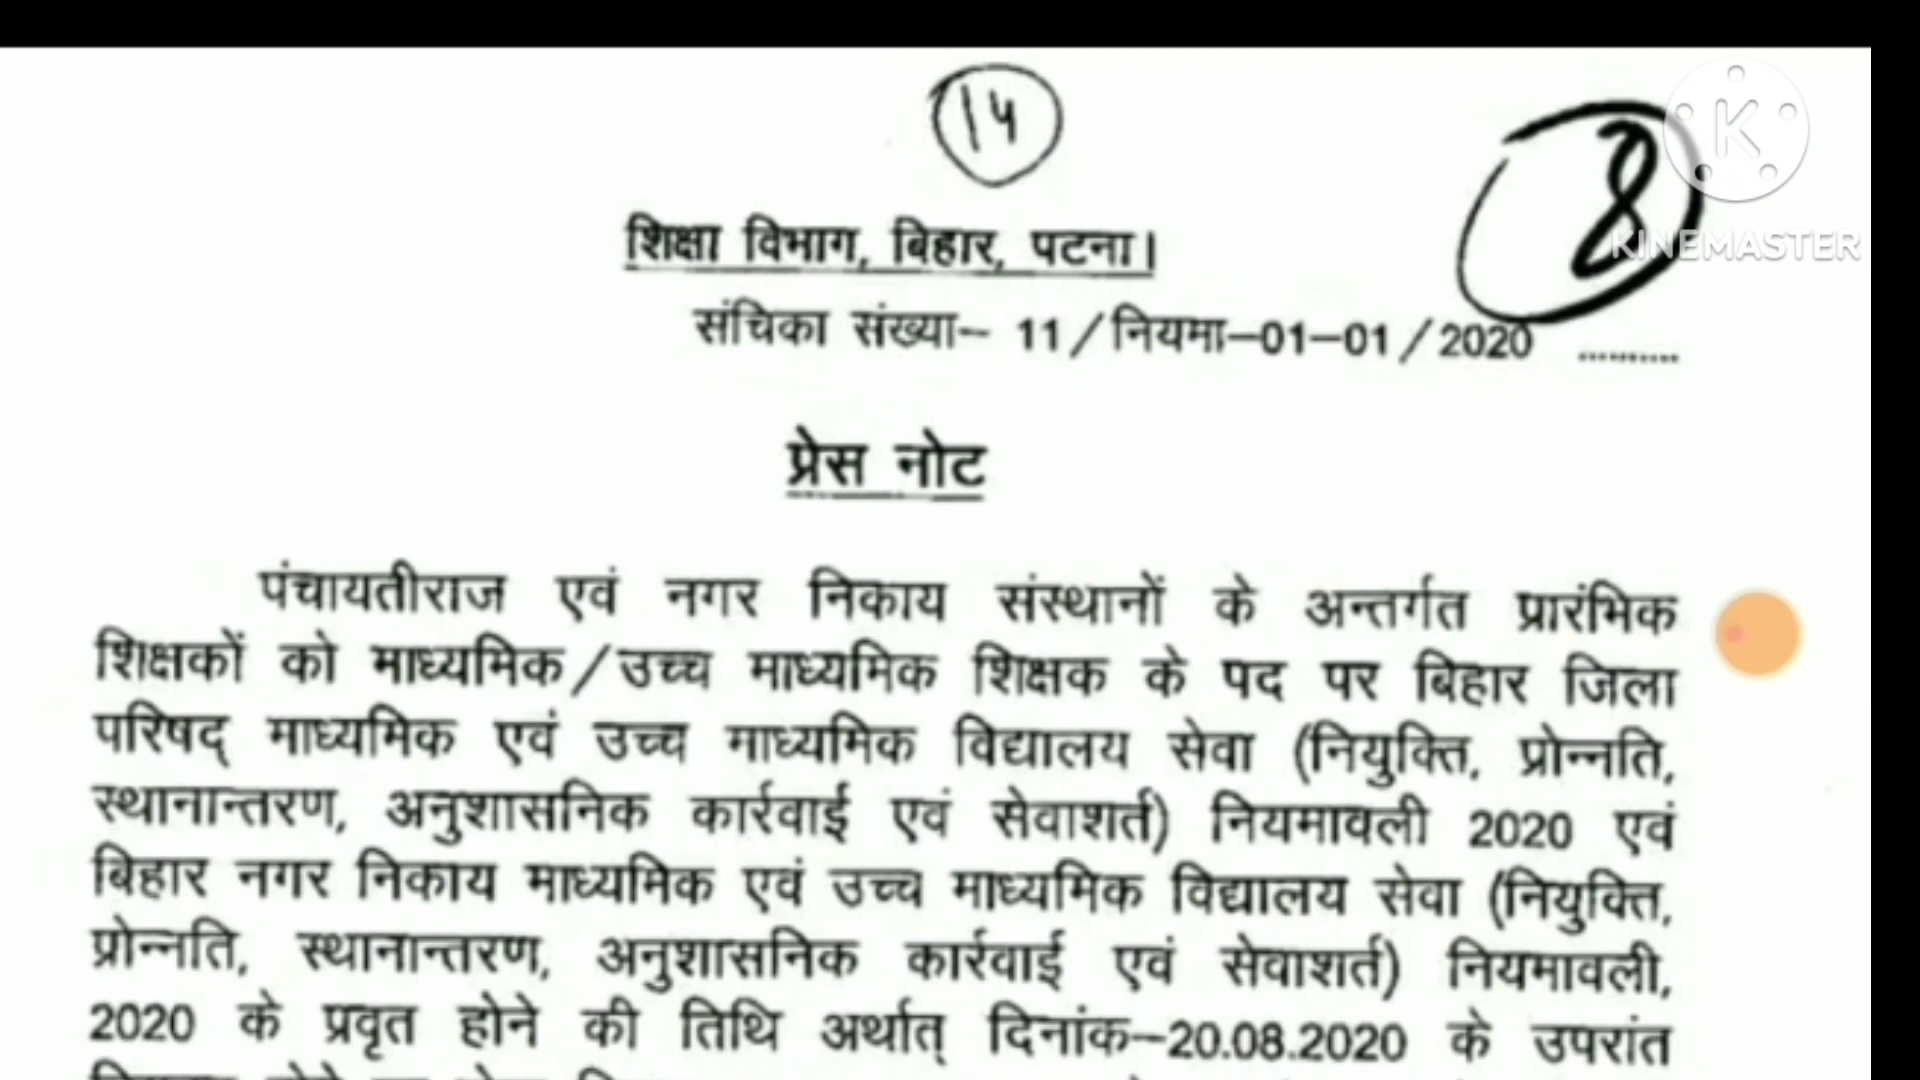 14
8
K
KINEMASTER
शिक्षा विभाग, बिहार, पटना।
संचिका संख्या- 11/नियमा-01-01/2020 ..........
प्रेस नोट
पंचायतीराज एवं नगर निकाय संस्थानों के अन्तर्गत प्रारंभिक
शिक्षकों को माध्यमिक/उच्च माध्यमिक शिक्षक के पद पर बिहार जिला
परिषद् माध्यमिक एवं उच्च माध्यमिक विद्यालय सेवा (नियुक्ति, प्रोन्नति,
स्थानान्तरण, अनुशासनिक कार्रवाई एवं सेवाशर्त) नियमावली 2020 एवं
बिहार नगर निकाय माध्यमिक एवं उच्च माध्यमिक विद्यालय सेवा (नियुक्ति,
प्रोन्नति, स्थानान्तरण, अनुशासनिक कार्रवाई एवं सेवाशर्त) नियमावली,
2020 के प्रवृत होने की तिथि अर्थात् दिनांक-20.08.2020 के उपरांत